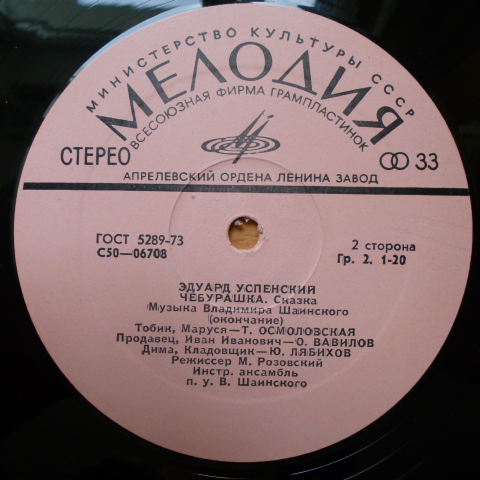 МИНИСТЕРСТВО КУЛЬТУРЫ СССР
МЕЛОДИЯ
ВСЕСОЮЗНАЯ ФИРМА ГРАМПЛАСТИНОК
СТЕРЕО
33
АПРЕЛЕВСКИЙ ОРДЕНА ЛЕНИНА ЗАВОД
ГОСТ 5289-73
С50—06708
2 сторона
Гр. 2. 1-20
ЭДУАРД УСПЕНСКИЙ
ЧЕБУРАШКА. Сказка
Музыка Владимира Шаинского
(окончание)
Тобик, Маруся—Т. ОСМОЛОВСКАЯ
Продавец, Иван Иванович—О. ВАВИЛОВ
Дима, Кладовщик—Ю. ЛЯБИХОВ
Режиссер М. Розовский
Инстр. ансамбль
п. у. В. Шаинского